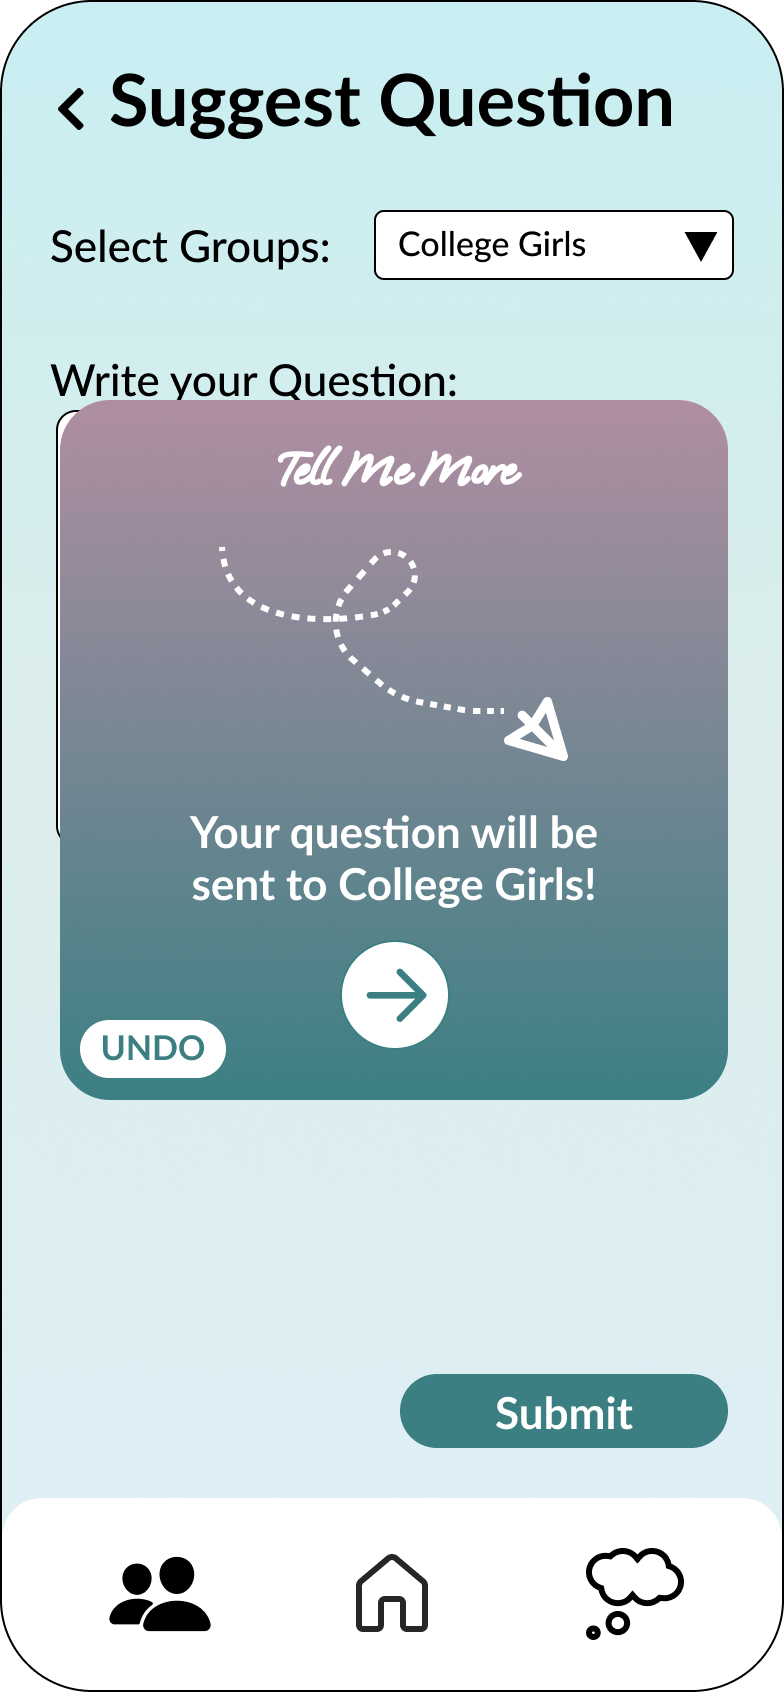 Suggest Question
Select Groups:
College Girls
Write your Question:
Tell Me More
Your question will be
sent to College Girls!
UNDO
Submit